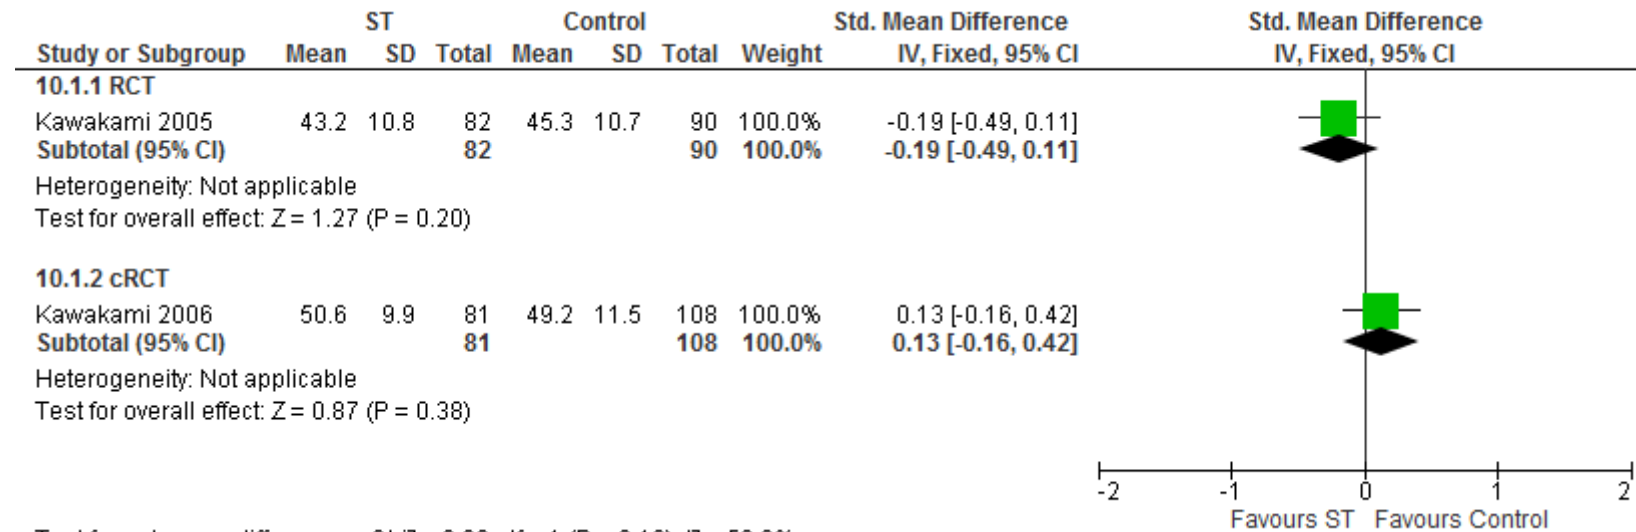 ST Control Std. Mean Difference Std. Mean Difference
Study or Subgroup Mean SD Total Mean SD Total Weight IV, Fixed, 95% CI IV, Fixed, 95% CI
10.1.1 RCT
Kawakami 2005 43.2 10.8 82 45.3 10.7 90 100.0% -0.19 [-0.49, 0.11]
Subtotal (95% CI) 82 90 100.0% -0.19 [-0.49, 0.11]
Heterogeneity: Not applicable
Test for overall effect: Z = 1.27 (P = 0.20)
10.1.2 cRCT
Kawakami 2006 50.6 9.9 81 49.2 11.5 108 100.0% 0.13 [-0.16, 0.42]
Subtotal (95% CI) 81 108 100.0% 0.13 [-0.16, 0.42]
Heterogeneity: Not applicable
Test for overall effect: Z = 0.87 (P = 0.38)
-2 -1 0 1 2
Favours ST Favours Control